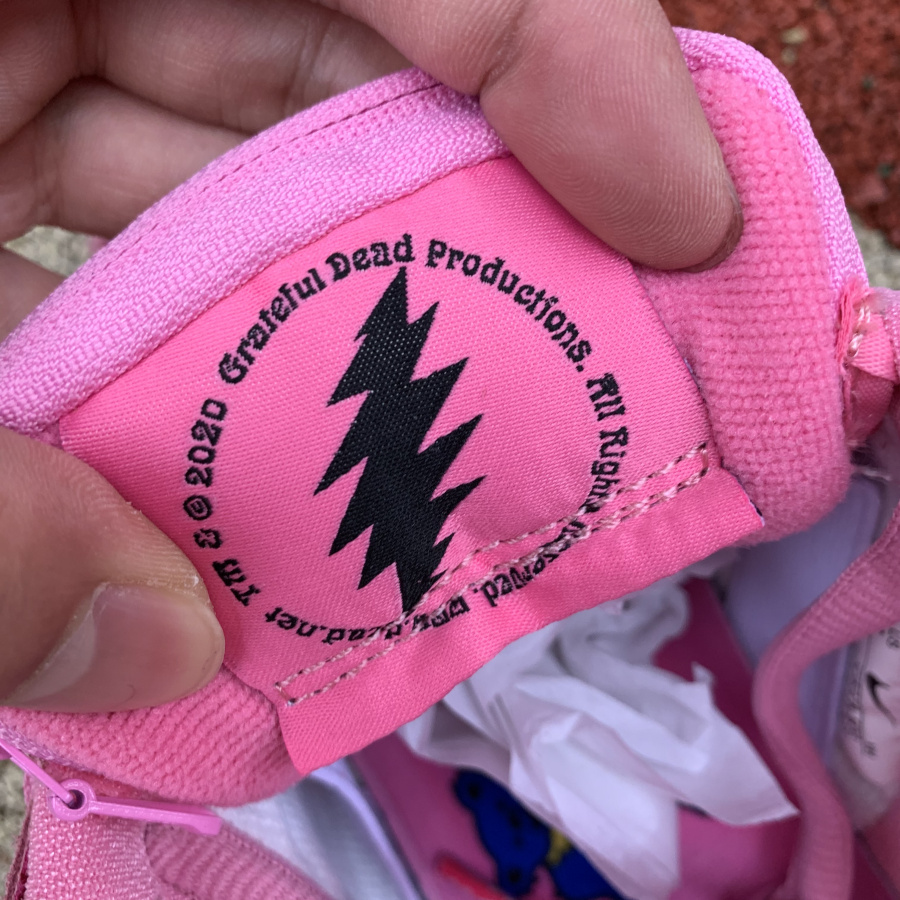 TM & © 2020 Grateful Dead Productions. All Rights Reserved. www.dead.net